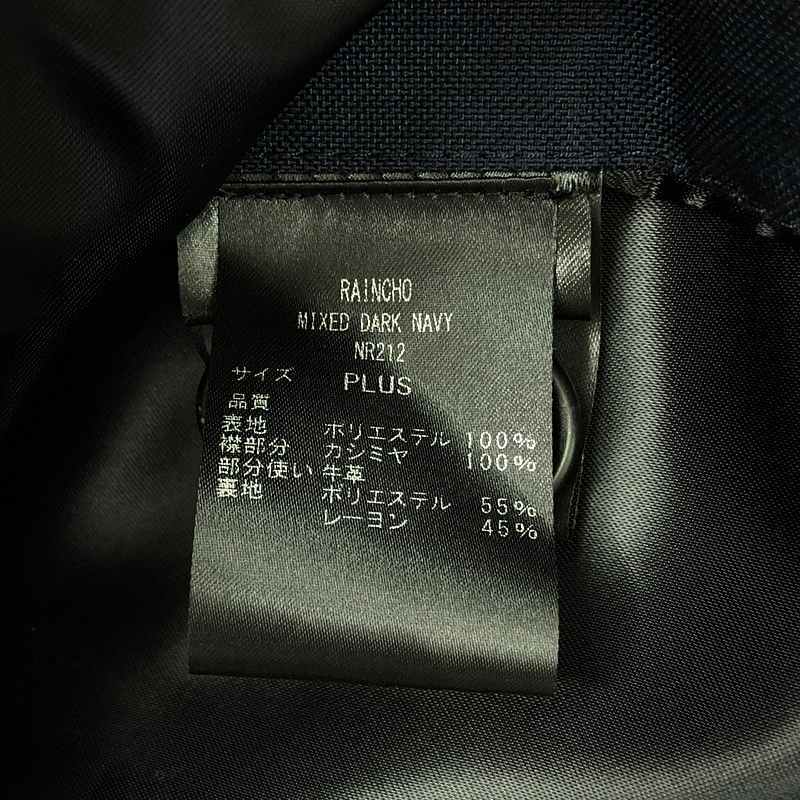 RAINCHO
MIXED DARK NAVY
NR212
サイズ PLUS
品質
表地 ポリエステル 100%
襟部分 カシミヤ 100%
部分使い 牛革
裏地 ポリエステル 55%
レーヨン 45%